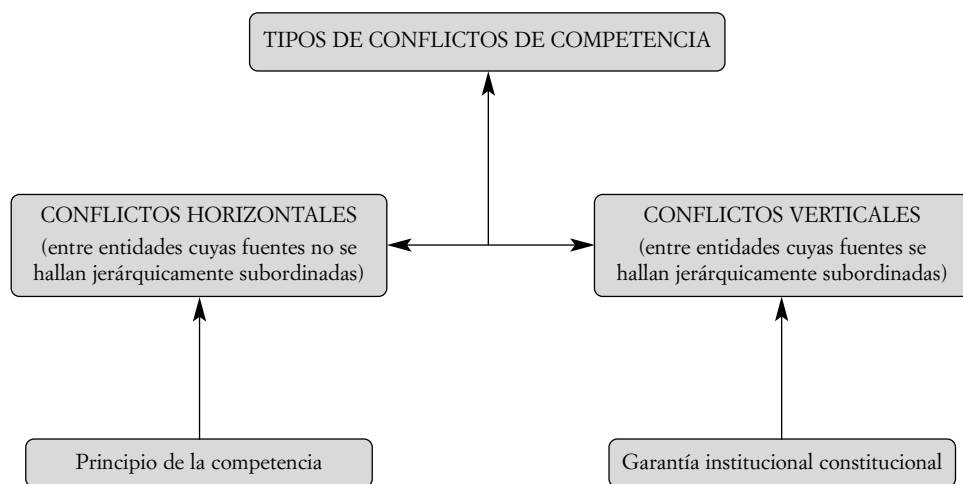 TIPOS DE CONFLICTOS DE COMPETENCIA
CONFLICTOS HORIZONTALES
(entre entidades cuyas fuentes no se
hallan jerárquicamente subordinadas)
CONFLICTOS VERTICALES
(entre entidades cuyas fuentes se
hallan jerárquicamente subordinadas)
Principio de la competencia
Garantía institucional constitucional